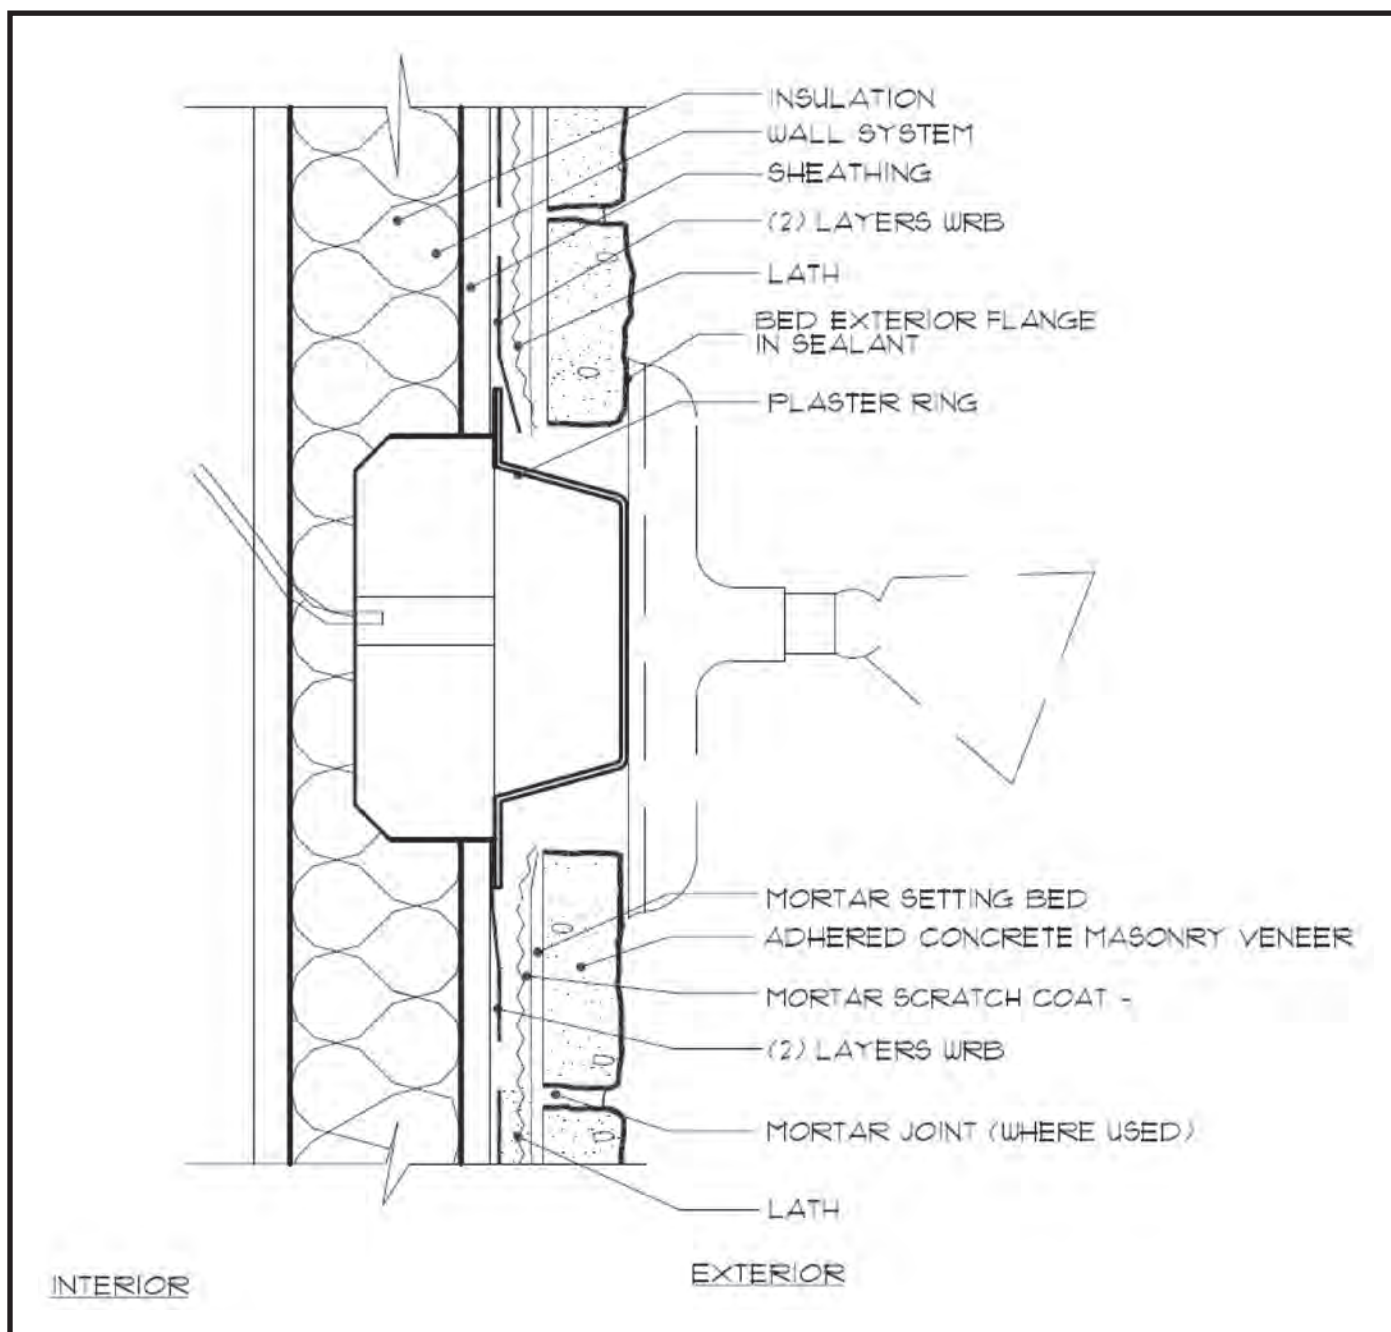 INSULATION
WALL SYSTEM
SHEATHING
(2) LAYERS WRB
LATH
BED EXTERIOR FLANGE
IN SEALANT
PLASTER RING
MORTAR SETTING BED
ADHERED CONCRETE MASONRY VENEER
MORTAR SCRATCH COAT -
(2) LAYERS WRB
MORTAR JOINT (WHERE USED)
LATH
INTERIOR
EXTERIOR